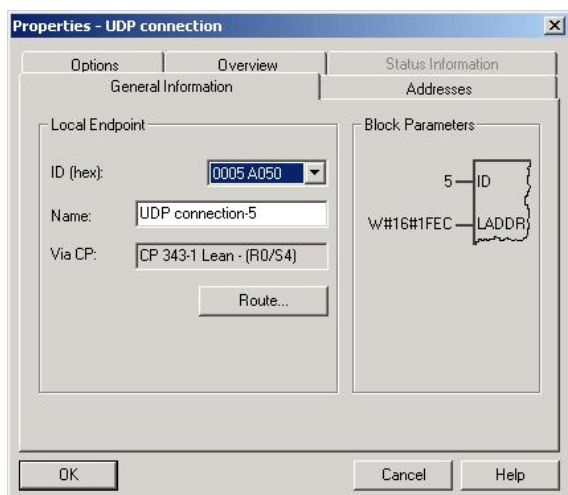 Properties - UDP connection
Options
Overview
Status Information
General Information
Addresses
Local Endpoint
ID (hex):
0005 A050
Name:
UDP connection-5
Via CP:
CP 343-1 Lean - (R0/S4)
Route...
Block Parameters
5
ID
W#16#1FEC
LADDR
OK
Cancel
Help